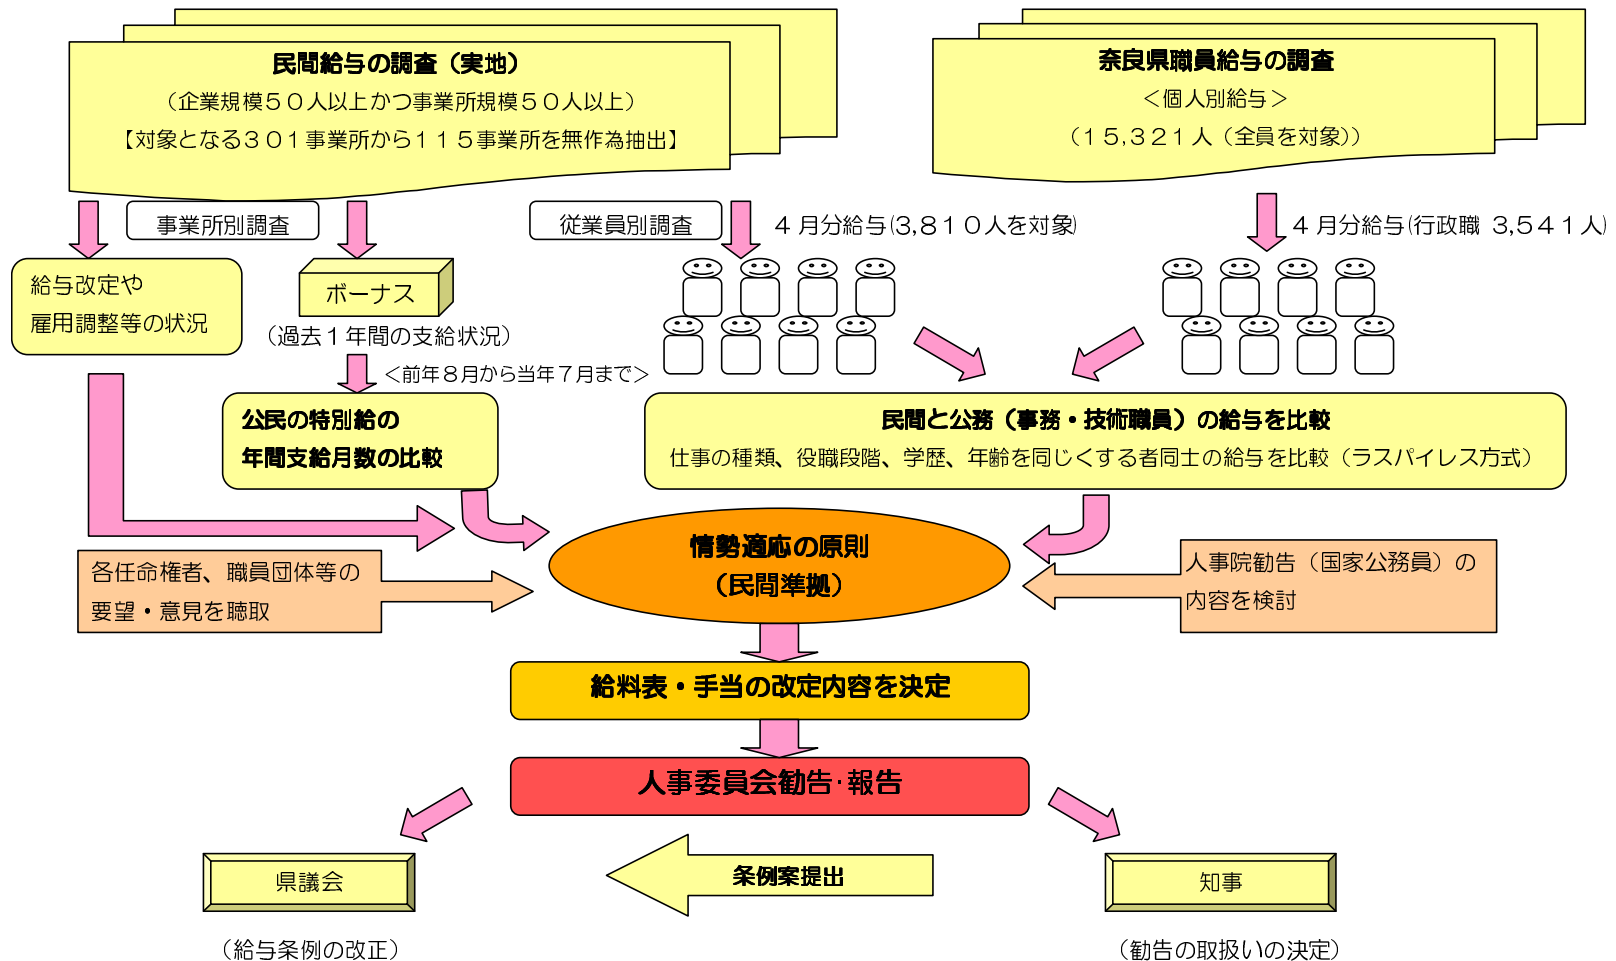 民間給与の調査（実地）
（企業規模５０人以上かつ事業所規模５０人以上）
【対象となる３０１事業所から１１５事業所を無作為抽出】
奈良県職員給与の調査
＜個人別給与＞
（１５,３２１人（全員を対象））
事業所別調査
従業員別調査
４月分給与(3,８１０人を対象)
４月分給与(行政職 3,５４１人)
給与改定や
雇用調整等の状況
ボーナス
（過去１年間の支給状況）
＜前年８月から当年７月まで＞
公民の特別給の
年間支給月数の比較
民間と公務（事務・技術職員）の給与を比較
仕事の種類、役職段階、学歴、年齢を同じくする者同士の給与を比較（ラスパイレス方式）
情勢適応の原則
（民間準拠）
各任命権者、職員団体等の
要望・意見を聴取
人事院勧告（国家公務員）の
内容を検討
給料表・手当の改定内容を決定
人事委員会勧告･報告
県議会
条例案提出
知事
（給与条例の改正）
（勧告の取扱いの決定）